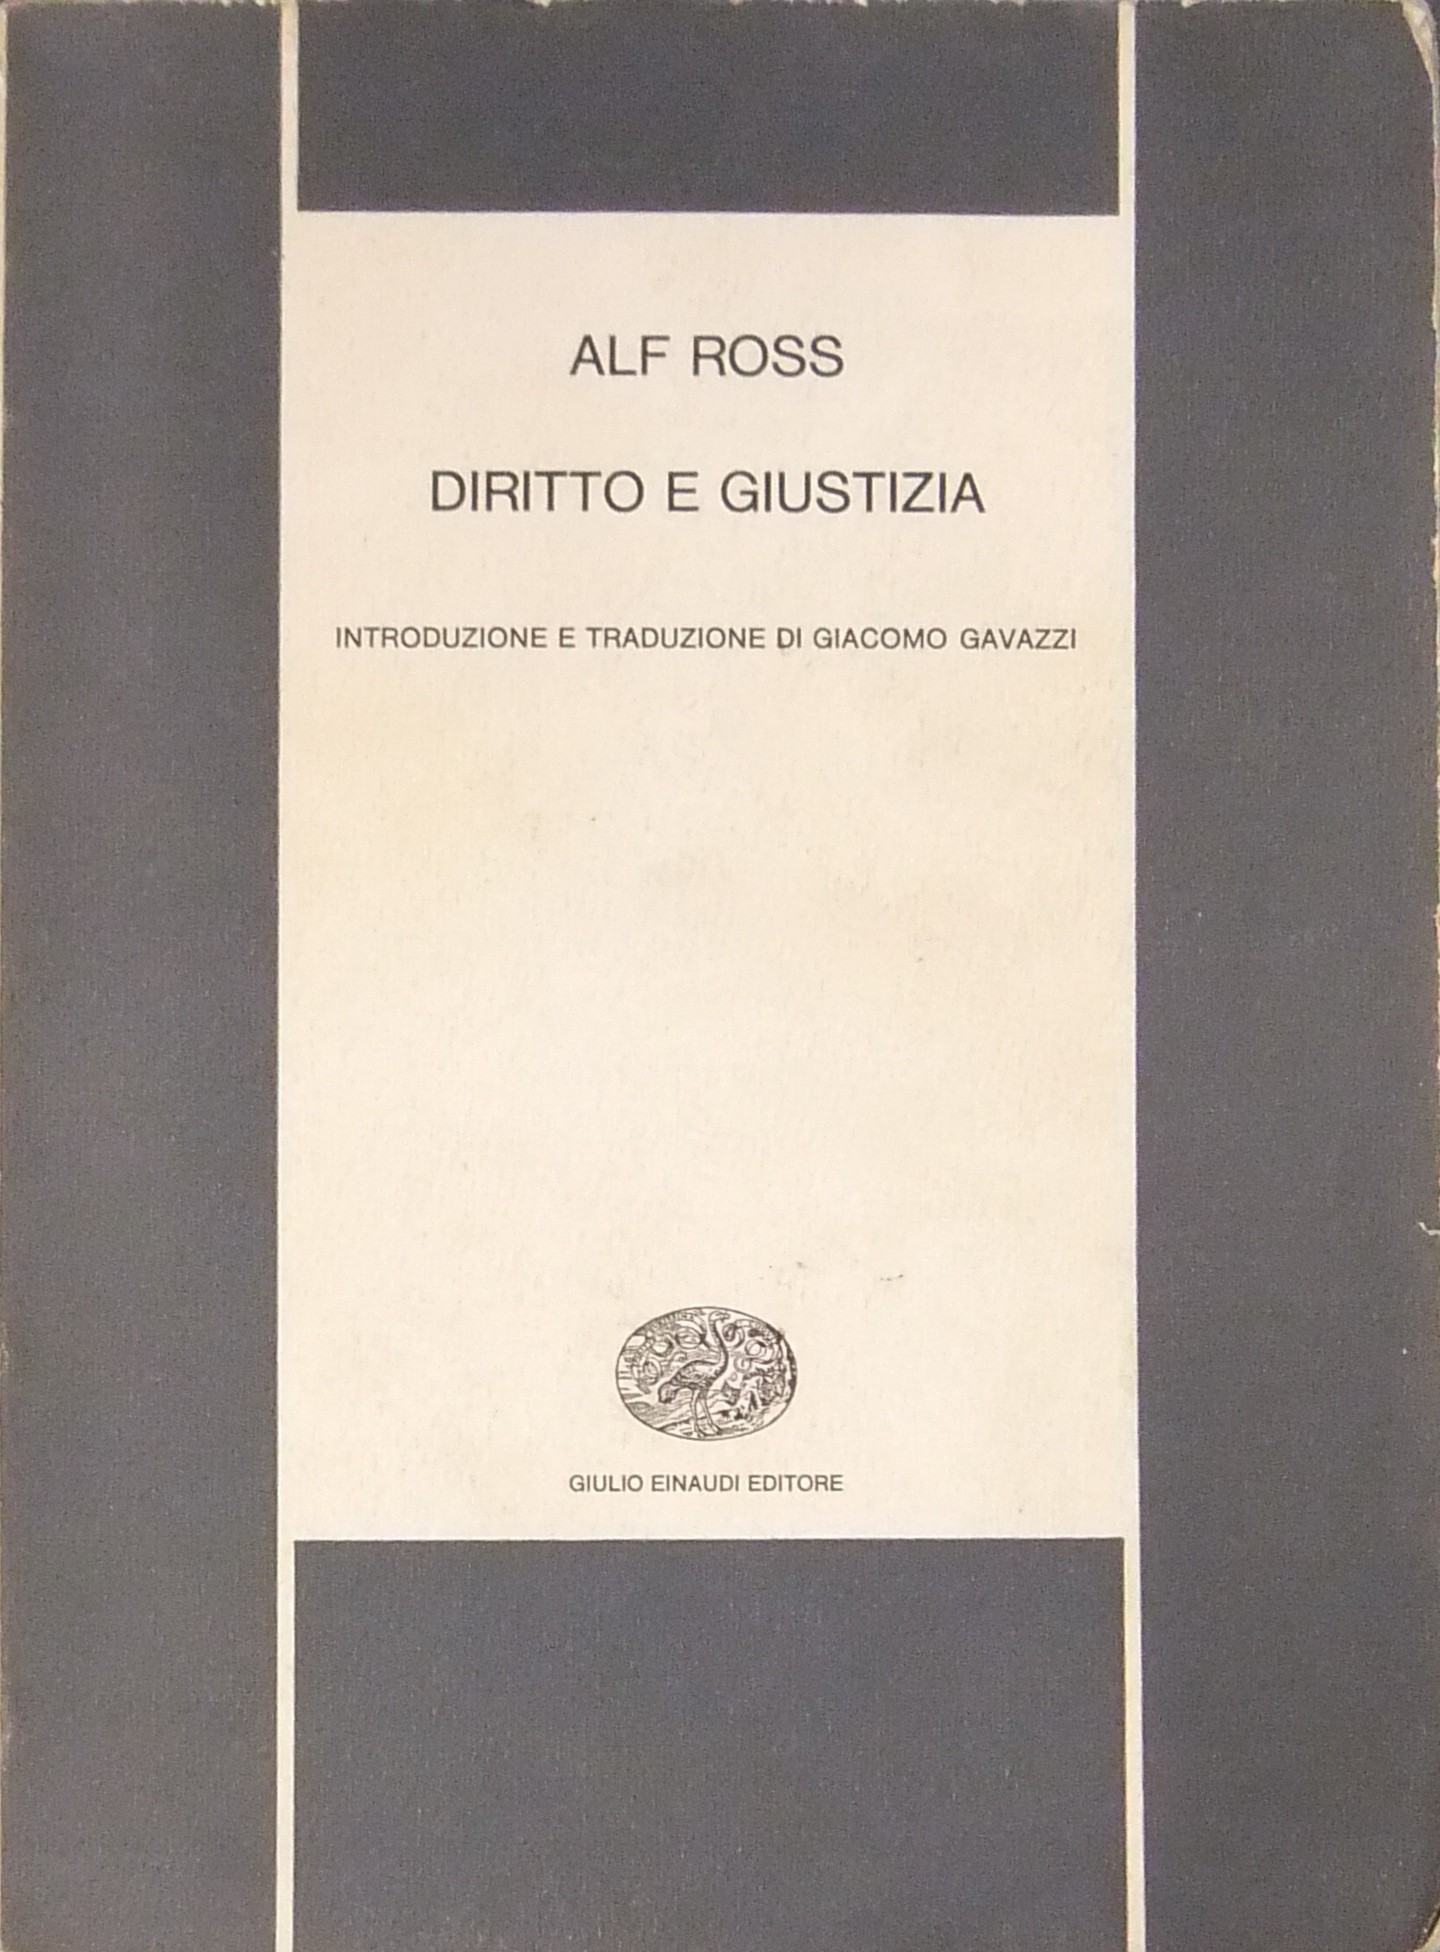 ALF ROSS
DIRITTO E GIUSTIZIA
INTRODUZIONE E TRADUZIONE DI GIACOMO GAVAZZI
GIULIO EINAUDI EDITORE